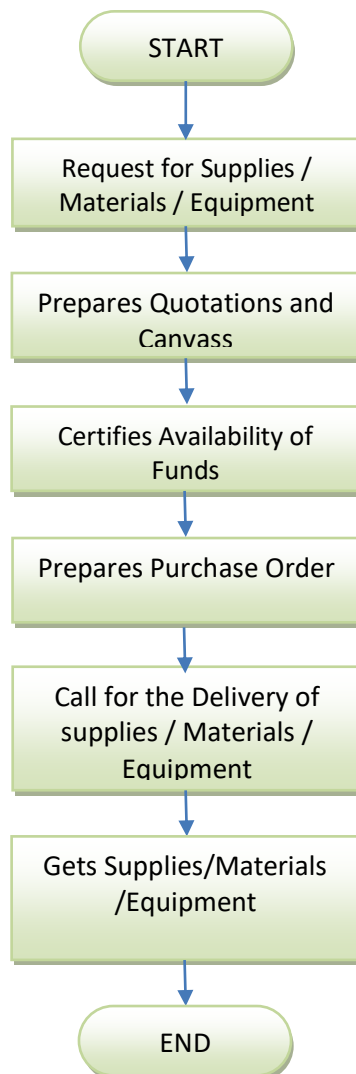 START
Request for Supplies /
Materials / Equipment
Prepares Quotations and
Canvass
Certifies Availability of
Funds
Prepares Purchase Order
Call for the Delivery of
supplies / Materials /
Equipment
Gets Supplies/Materials
/Equipment
END